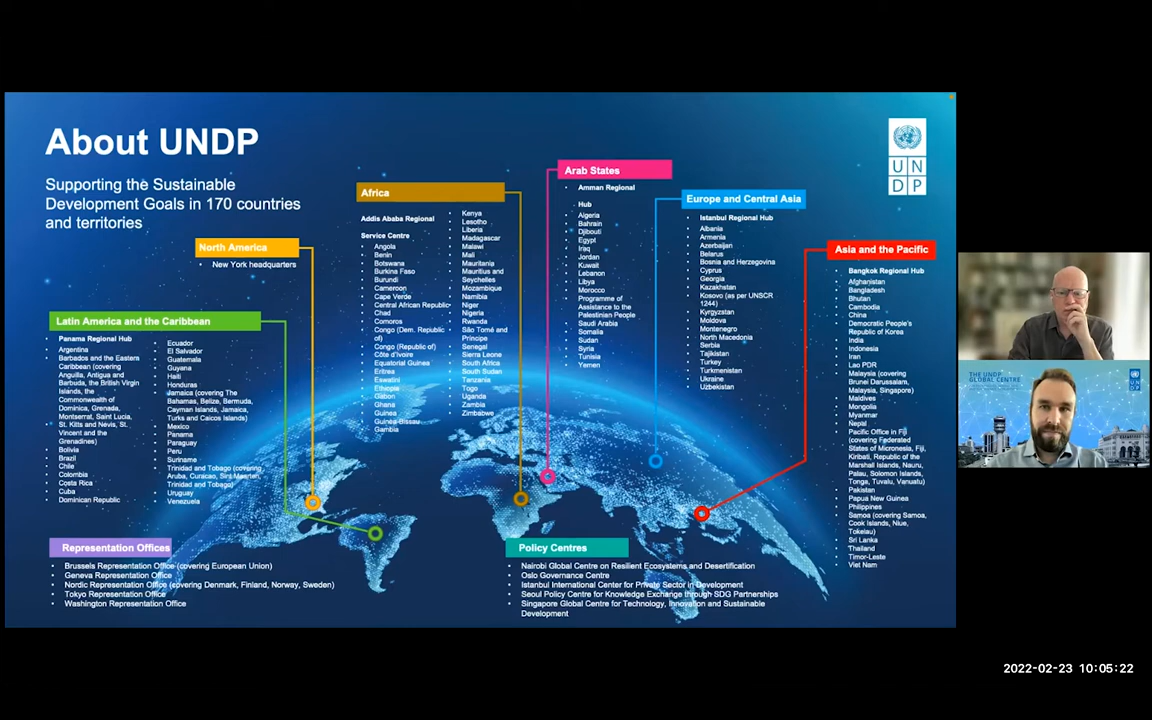 About UNDP
Supporting the Sustainable
Development Goals in 170 countries
and territories
UN
DP
North America
• New York headquarters
Latin America and the Caribbean
• Panama Regional Hub
• Argentina
• Barbados and the Eastern
Caribbean (covering
Anguilla, Antigua and
Barbuda, the British Virgin
Islands, the
Commonwealth of
Dominica, Grenada,
Montserrat, Saint Lucia,
St. Kitts and Nevis, St.
Vincent and the
Grenadines)
• Bolivia
• Brazil
• Chile
• Colombia
• Costa Rica
• Cuba
• Dominican Republic
• Ecuador
• El Salvador
• Guatemala
• Guyana
• Haiti
• Honduras
• Jamaica (covering The
Bahamas, Belize, Bermuda,
Cayman Islands, Jamaica,
Turks and Caicos Islands)
• Mexico
• Panama
• Paraguay
• Peru
• Suriname
• Trinidad and Tobago (covering
Aruba, Curacao, Sint Maarten,
Trinidad and Tobago)
• Uruguay
• Venezuela
Africa
Addis Ababa Regional
Service Centre
• Angola
• Benin
• Botswana
• Burkina Faso
• Burundi
• Cameroon
• Cape Verde
• Central African Republic
• Chad
• Comoros
• Congo (Dem. Republic
of)
• Congo (Republic of)
• Côte d'Ivoire
• Equatorial Guinea
• Eritrea
• Eswatini
• Ethiopia
• Gabon
• Ghana
• Guinea
• Guinea-Bissau
• Gambia
• Kenya
• Lesotho
• Liberia
• Madagascar
• Malawi
• Mali
• Mauritania
• Mauritius and
Seychelles
• Mozambique
• Namibia
• Niger
• Nigeria
• Rwanda
• São Tomé and
Principe
• Senegal
• Sierra Leone
• South Africa
• South Sudan
• Tanzania
• Togo
• Uganda
• Zambia
• Zimbabwe
Arab States
• Amman Regional
Hub
• Algeria
• Bahrain
• Djibouti
• Egypt
• Iraq
• Jordan
• Kuwait
• Lebanon
• Libya
• Morocco
• Programme of
Assistance to the
Palestinian People
• Saudi Arabia
• Somalia
• Sudan
• Syria
• Tunisia
• Yemen
Europe and Central Asia
• Istanbul Regional Hub
• Albania
• Armenia
• Azerbaijan
• Belarus
• Bosnia and Herzegovina
• Cyprus
• Georgia
• Kazakhstan
• Kosovo (as per UNSCR
1244)
• Kyrgyzstan
• Moldova
• Montenegro
• North Macedonia
• Serbia
• Tajikistan
• Turkey
• Turkmenistan
• Ukraine
• Uzbekistan
Asia and the Pacific
• Bangkok Regional Hub
• Afghanistan
• Bangladesh
• Bhutan
• Cambodia
• China
• Democratic People's
Republic of Korea
• India
• Indonesia
• Iran
• Lao PDR
• Malaysia (covering
Brunei Darussalam,
Malaysia, Singapore)
• Maldives
• Mongolia
• Myanmar
• Nepal
• Pacific Office in Fiji
(covering Federated
States of Micronesia, Fiji,
Kiribati, Republic of the
Marshall Islands, Nauru,
Palau, Solomon Islands,
Tonga, Tuvalu, Vanuatu)
• Pakistan
• Papua New Guinea
• Philippines
• Samoa (covering Samoa,
Cook Islands, Niue,
Tokelau)
• Sri Lanka
• Thailand
• Timor-Leste
• Viet Nam
Representation Offices
• Brussels Representation Office (covering European Union)
• Geneva Representation Office
• Nordic Representation Office (covering Denmark, Finland, Norway, Sweden)
• Tokyo Representation Office
• Washington Representation Office
Policy Centres
• Nairobi Global Centre on Resilient Ecosystems and Desertification
• Oslo Governance Centre
• Istanbul International Center for Private Sector in Development
• Seoul Policy Centre for Knowledge Exchange through SDG Partnerships
• Singapore Global Centre for Technology, Innovation and Sustainable
Development
THE UNDP
GLOBAL CENTRE
2022-02-23 10:05:22